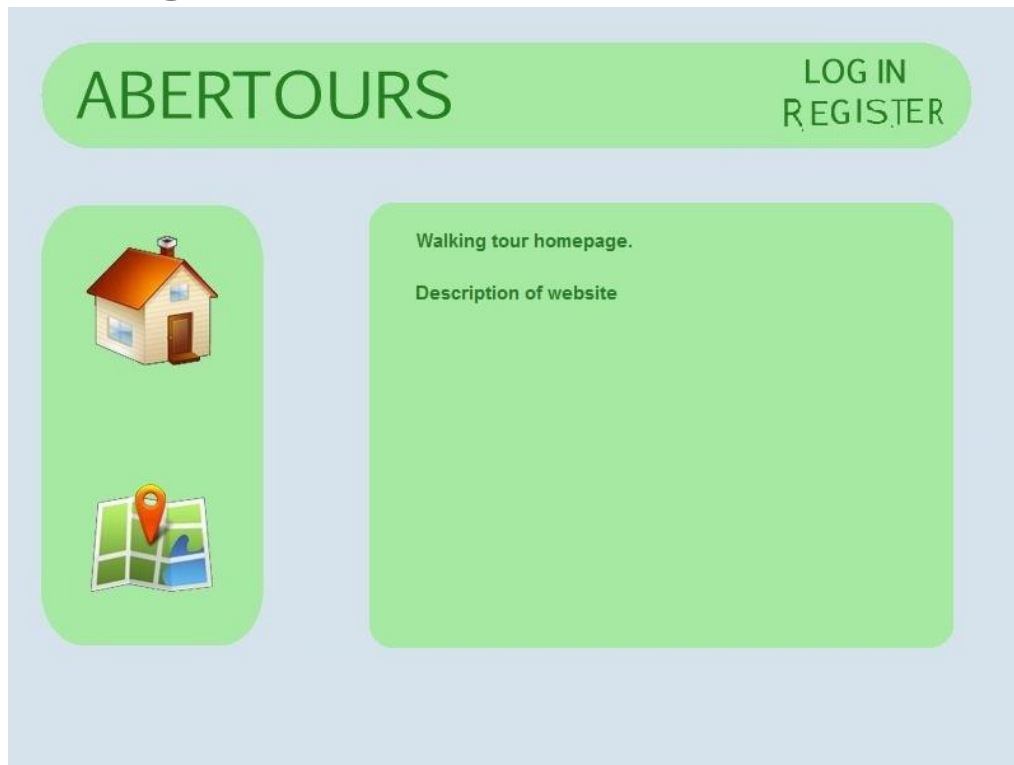 ABERTOURS
LOG IN
REGISTER
Walking tour homepage.
Description of website